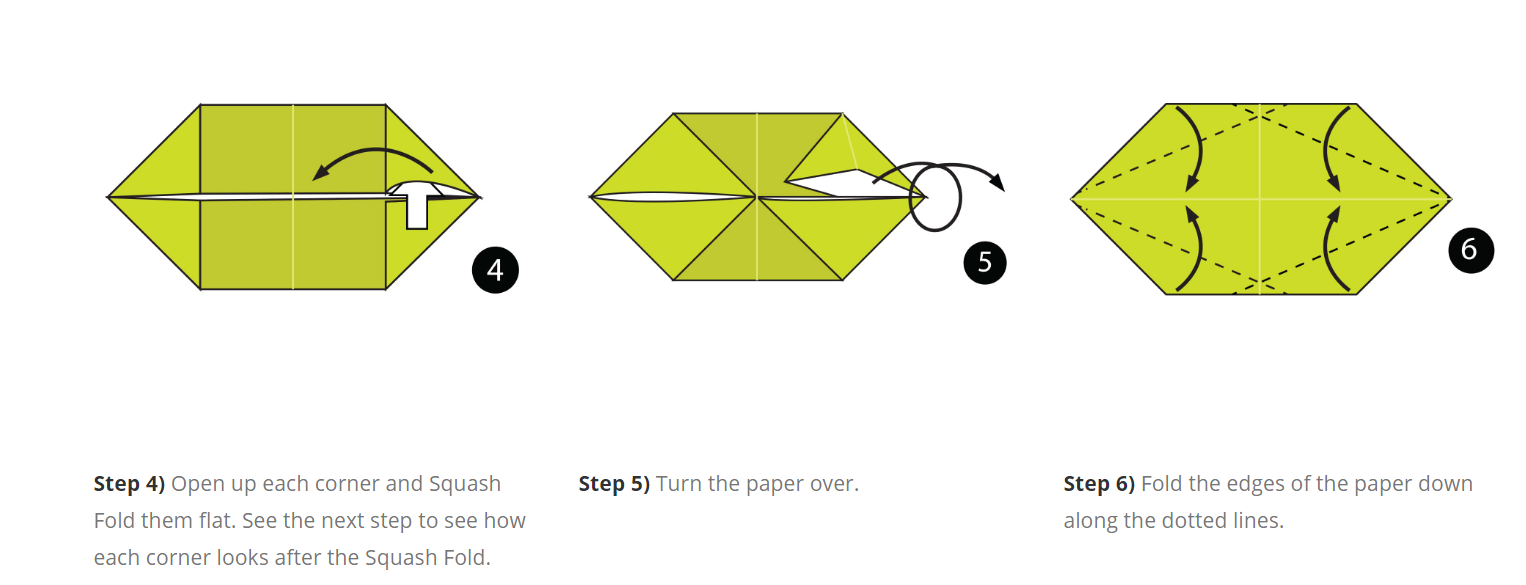 4
5
6
Step 4) Open up each corner and Squash
Fold them flat. See the next step to see how
each corner looks after the Squash Fold.
Step 5) Turn the paper over.
Step 6) Fold the edges of the paper down
along the dotted lines.